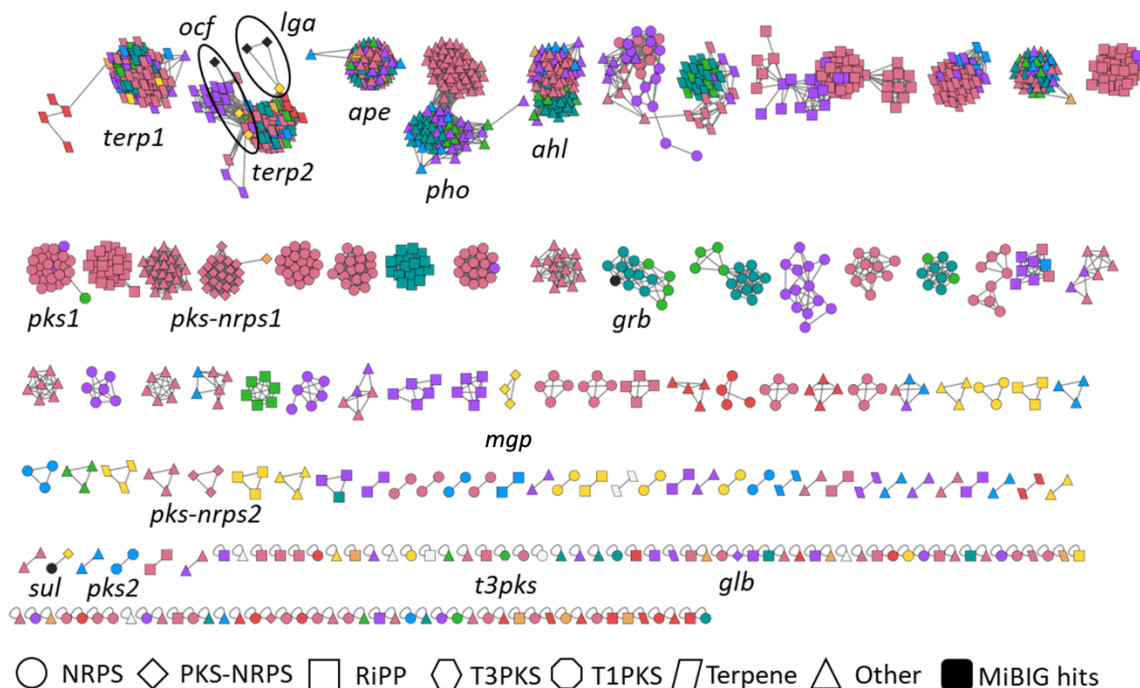 ocf lga
terp1 terp2 ape pho ahl
pks1 pks-nrps1 grb
mgp
pks-nrps2
sul pks2 t3pks glb
NRPS PKS-NRPS RiPP T3PKS T1PKS Terpene Other MiBIG hits